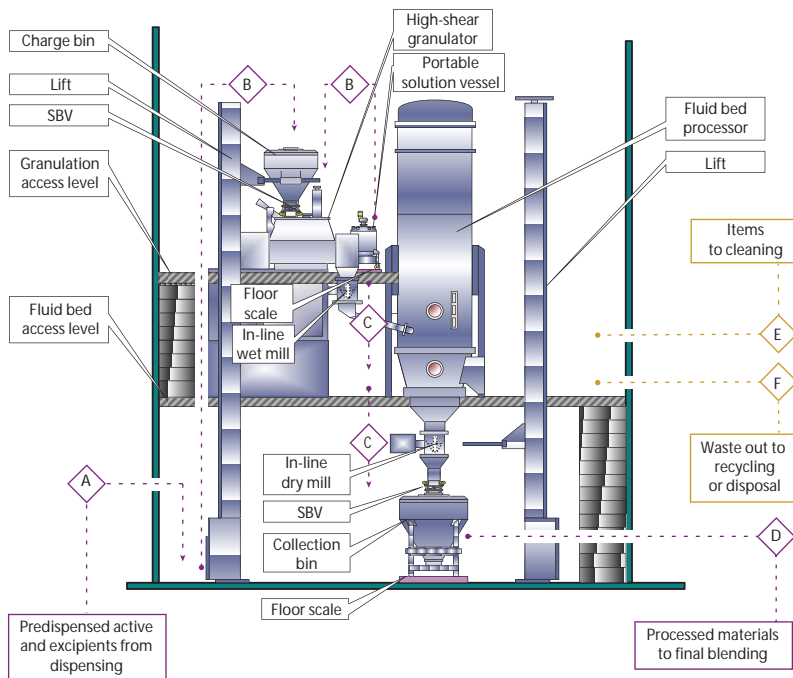 Charge bin
Lift
SBV
Granulation
access level
Fluid bed
access level
High-shear
granulator
Portable
solution vessel
B
B
Fluid bed
processor
Lift
Items
to cleaning
Floor
scale
In-line
wet mill
C
E
F
C
Waste out to
recycling
or disposal
A
In-line
dry mill
SBV
Collection
bin
D
Floor scale
Predispensed active
and excipients from
dispensing
Processed materials
to final blending